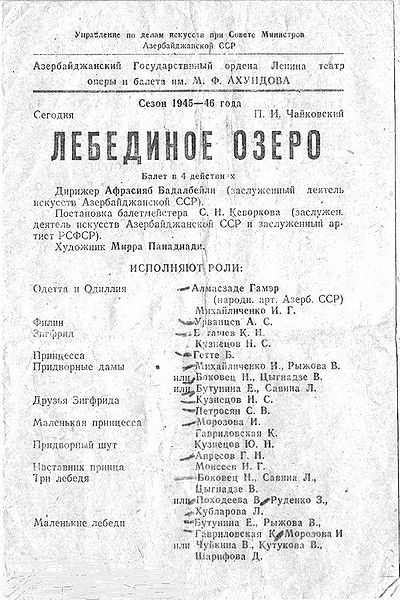 Управление по делам искусств при Совете Министров
Азербайджанской ССР
Азербайджанский Государственный ордена Ленина театр
оперы и балета им. М. Ф. АХУНДОВА
Сезон 1945—46 года
Сегодня П. И. Чайковский
ЛЕБЕДИНОЕ ОЗЕРО
Балет в 4 действиях
Дирижер Афрасияб Бадалбейли (заслуженный деятель
искусств Азербайджанской ССР).
Постановка балетмейстера С. Н. Кеворкова (заслужен.
деятель искусств Азербайджанской ССР и заслуженный ар-
тист РСФСР).
Художник Мирра
ИСПОЛНЯЮТ РОЛИ:
Одетта и Одиллия Алмасзаде Гамэр
(народн. арт. Азерб. ССР)
Михайличенко И. Г.
Филин Урванцев А. С.
Зигфрид К. Н.
Кузнецов Н. С.
Принцесса Гетте Б.
Придворные дамы Михайличенко И., Рыжова В.
или Боковец Н., Цыгнадзе В.
или Бутунина Е., Савина Л.
Друзья Зигфрида Кузнецов Н. С.
Петросян С. В.
Маленькая принцесса Морозова И.
Гавриловская К.
Придворный шут Кузнецов Ю. Н.
Апресов Г. Н.
Наставник принца Моисеев И. Г.
Три лебедя Боковец Н., Савина Л.,
Цыгнадзе В.
или Походеева В., Руденко З.,
Хубларова Л.
Маленькие лебеди Бутунина Е., Рыжова В.,
Гавриловская К., Морозова И
или Чуйкина В., Кутукова В.,
Шарифова Д.